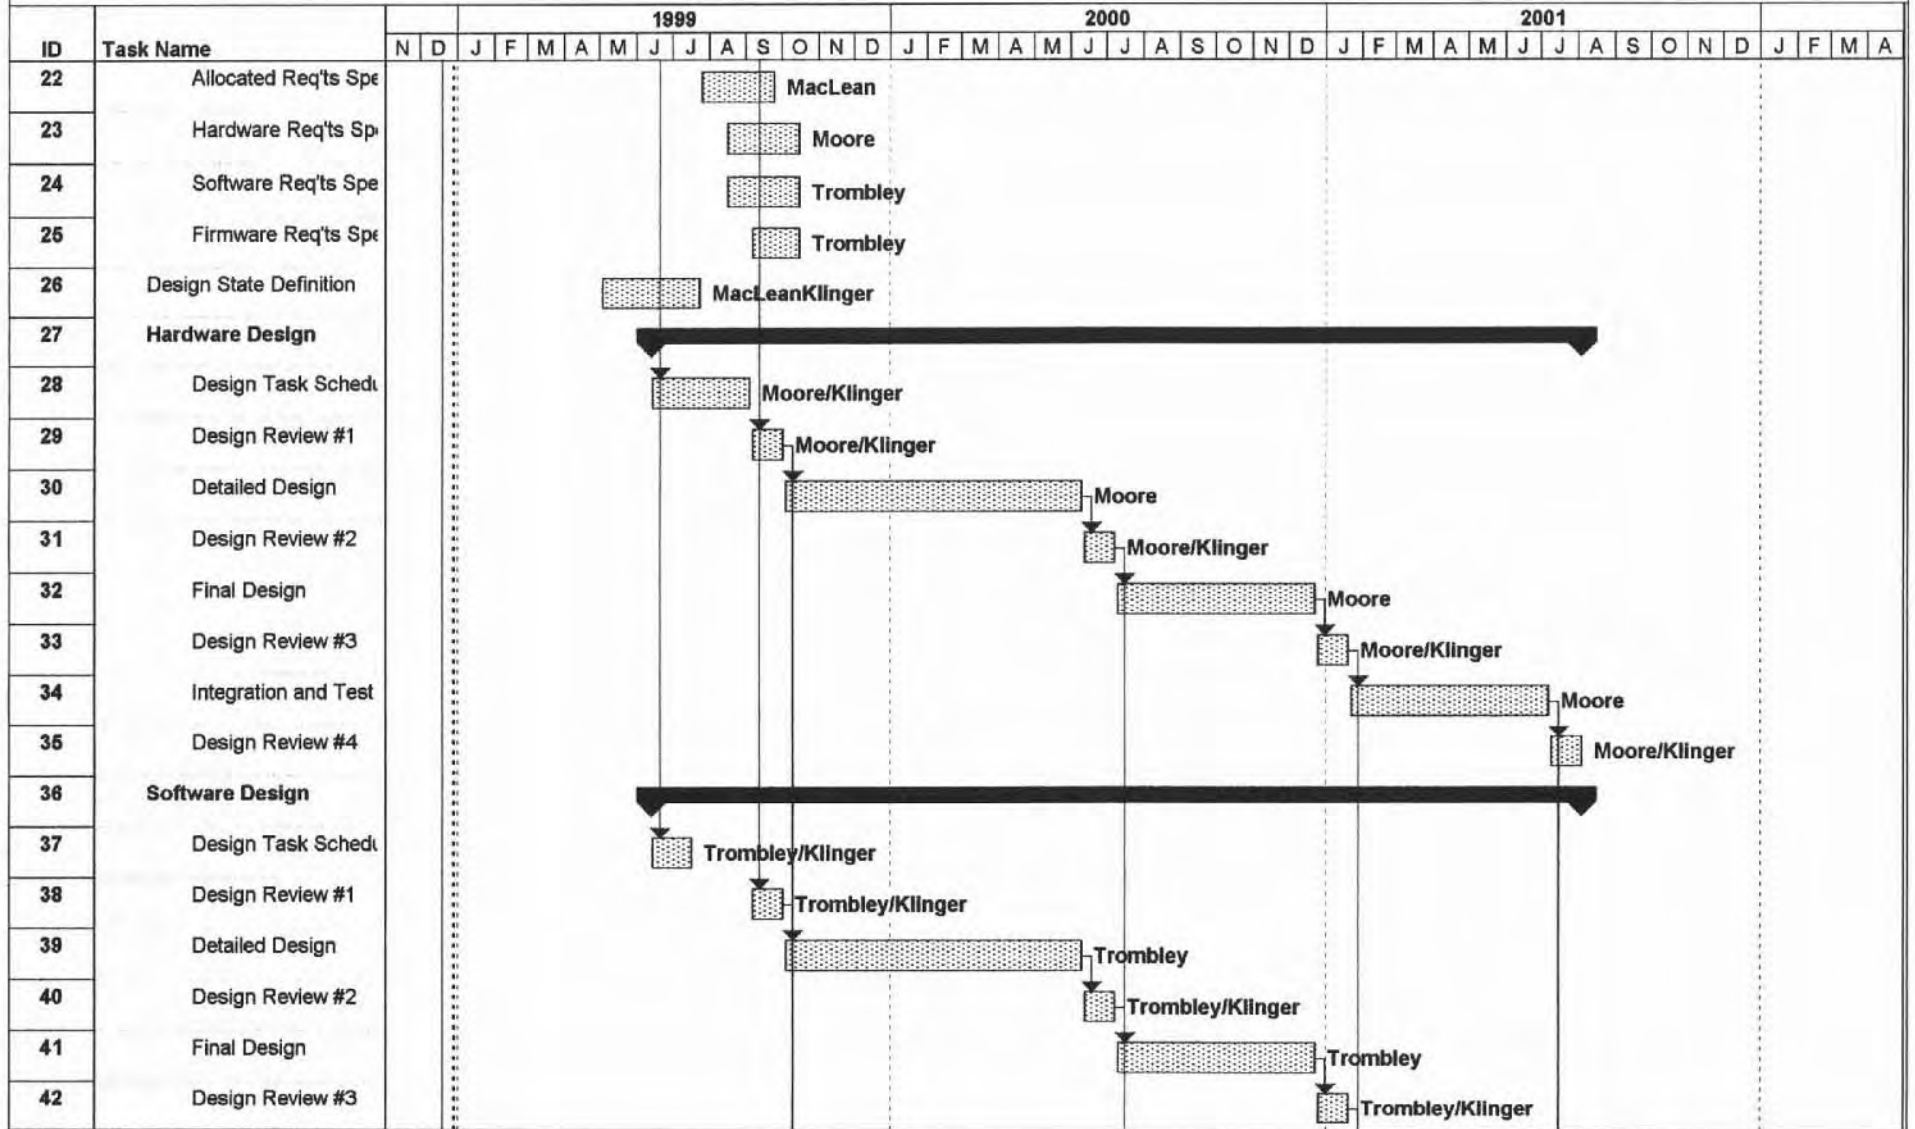 1999 2000 2001
ID Task Name N D J F M A M J J A S O N D J F M A M J J A S O N D J F M A M J J A S O N D J F M A
22 Allocated Req'ts Spe MacLean
23 Hardware Req'ts Sp Moore
24 Software Req'ts Spe Trombley
25 Firmware Req'ts Spe Trombley
26 Design State Definition MacLeanKlinger
27 Hardware Design
28 Design Task Schedu Moore/Klinger
29 Design Review #1 Moore/Klinger
30 Detailed Design Moore
31 Design Review #2 Moore/Klinger
32 Final Design Moore
33 Design Review #3 Moore/Klinger
34 Integration and Test Moore
35 Design Review #4 Moore/Klinger
36 Software Design
37 Design Task Schedu Trombley/Klinger
38 Design Review #1 Trombley/Klinger
39 Detailed Design Trombley
40 Design Review #2 Trombley/Klinger
41 Final Design Trombley
42 Design Review #3 Trombley/Klinger